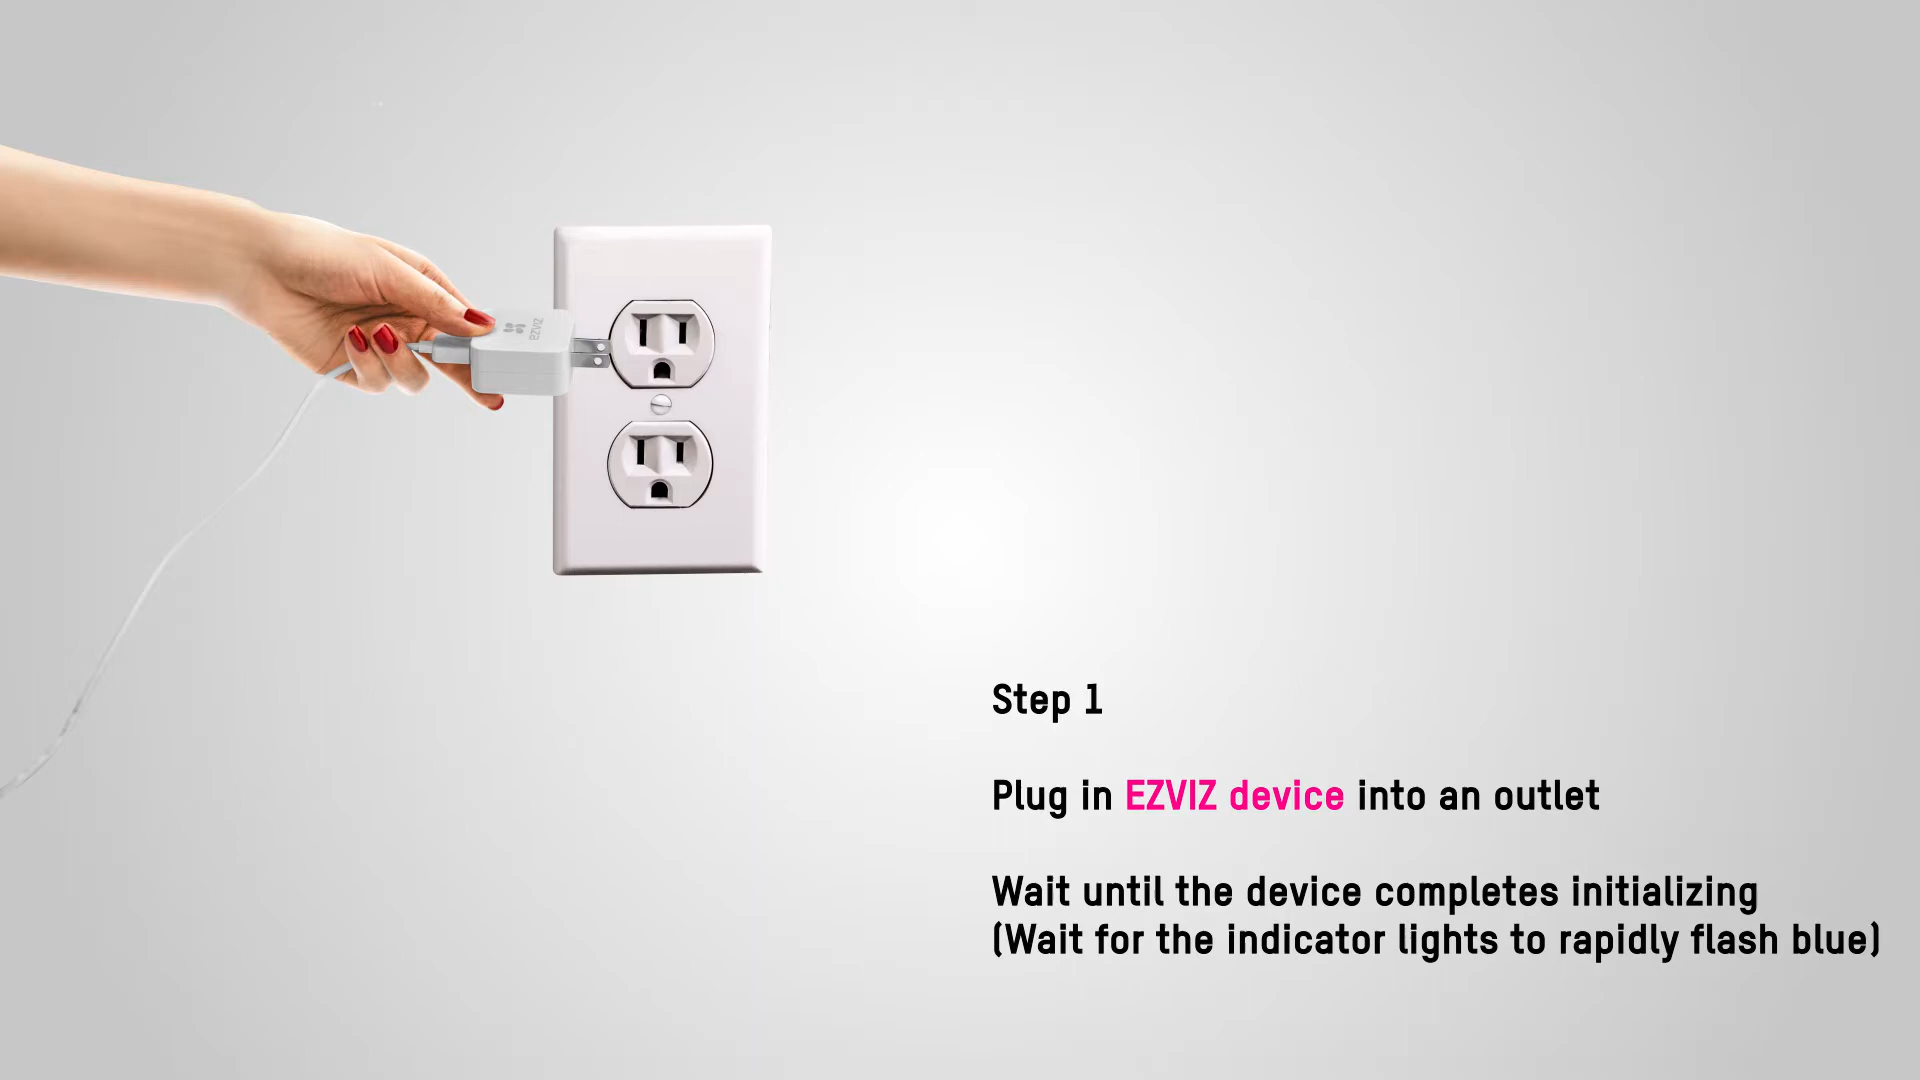 EZVIZ
Step 1
Plug in EZVIZ device into an outlet
Wait until the device completes initializing
(Wait for the indicator lights to rapidly flash blue)